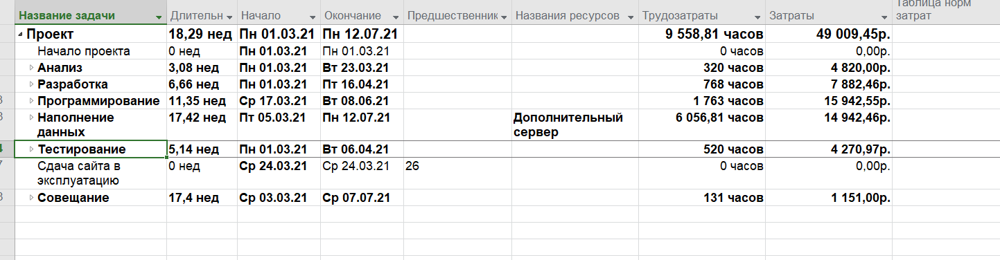 Таблица норм
Название задачи Длительн Начало Окончание Предшественник Названия ресурсов Трудозатраты Затраты затрат
Проект 18,29 нед Пн 01.03.21 Пн 12.07.21 9 558,81 часов 49 009,45р.
Начало проекта 0 нед Пн 01.03.21 Пн 01.03.21 0 часов 0,00р.
Анализ 3,08 нед Пн 01.03.21 Вт 23.03.21 320 часов 4 820,00р.
Разработка 6,66 нед Пн 01.03.21 Пт 16.04.21 768 часов 7 882,46р.
Программирование 11,35 нед Ср 17.03.21 Вт 08.06.21 1 763 часов 15 942,55р.
Наполнение 17,42 нед Пт 05.03.21 Пн 12.07.21 Дополнительный 6 056,81 часов 14 942,46р.
данных сервер
Тестирование 5,14 нед Пн 01.03.21 Вт 06.04.21 520 часов 4 270,97р.
Сдача сайта в 0 нед Ср 24.03.21 Ср 24.03.21 26 0 часов 0,00р.
эксплуатацию
Совещание 17,4 нед Ср 03.03.21 Ср 07.07.21 131 часов 1 151,00р.